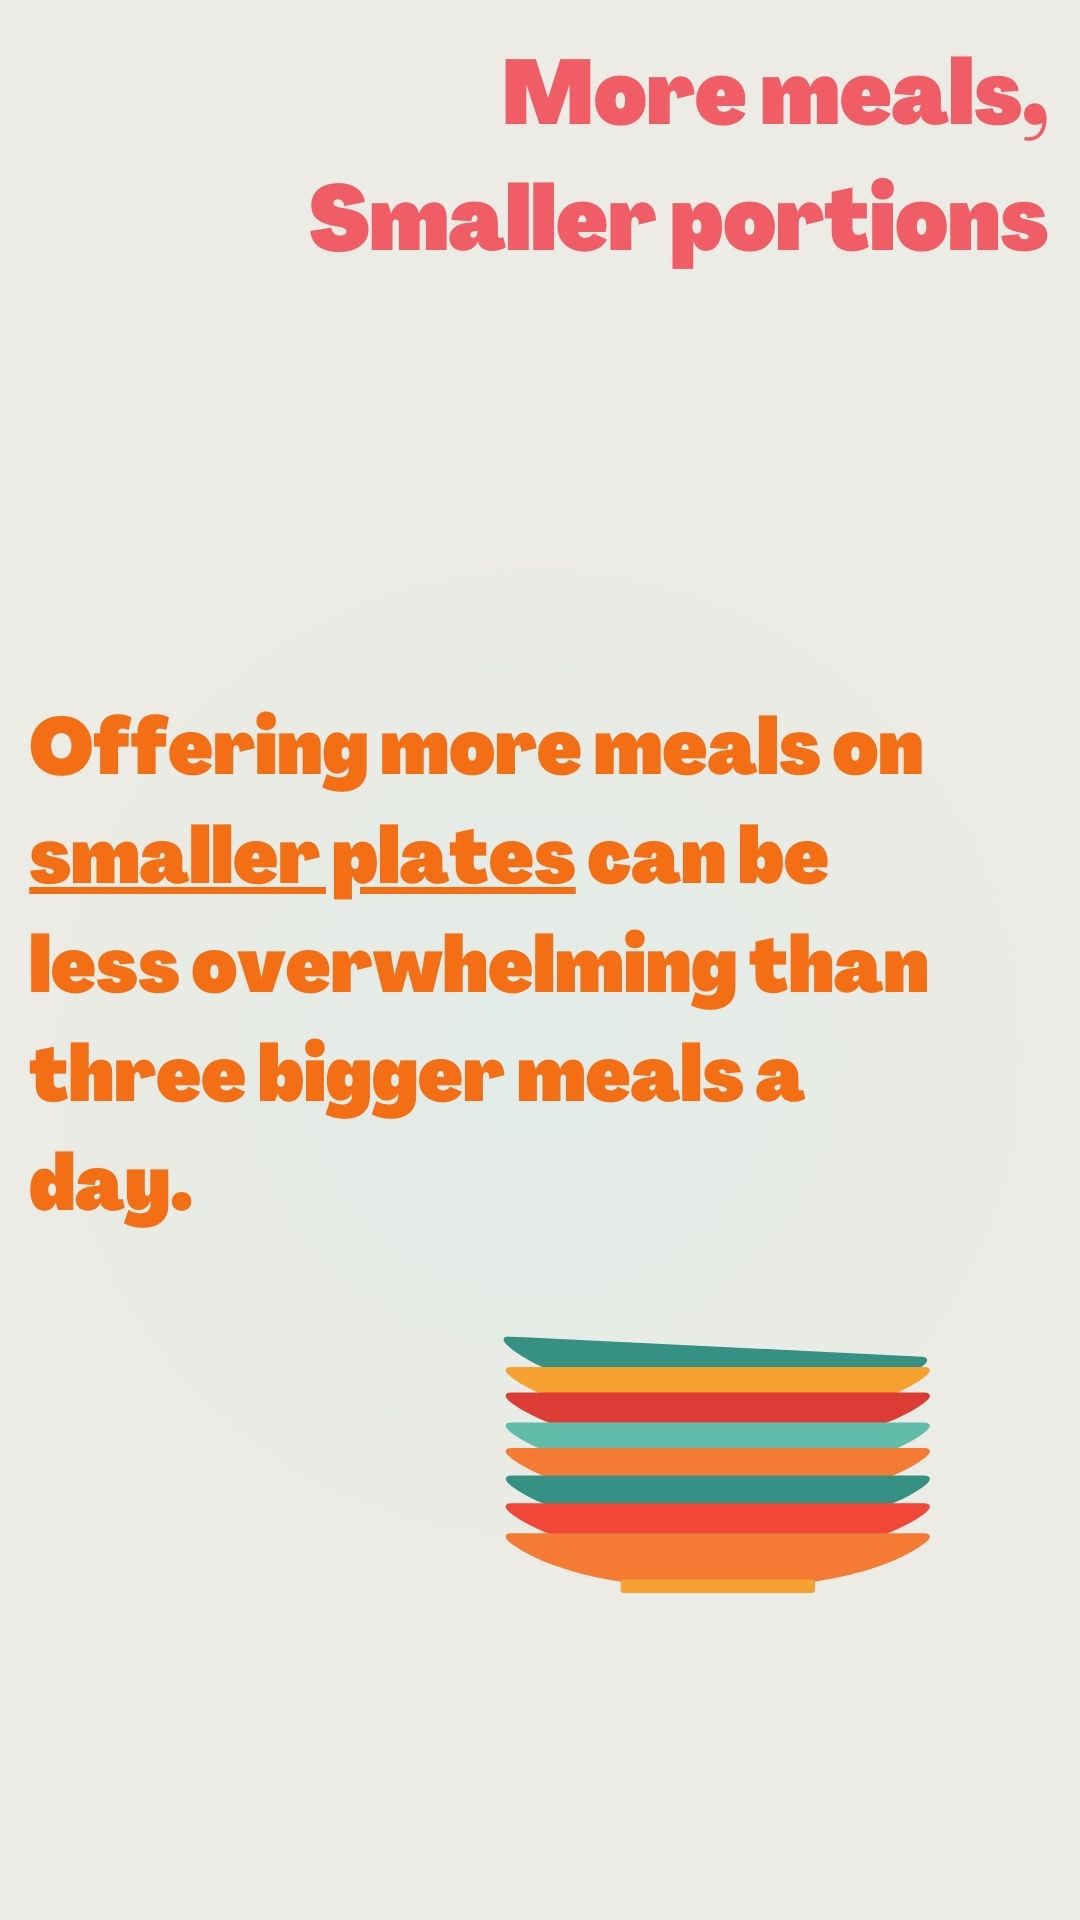 More meals,
Smaller portions
Offering more meals on
smaller plates can be
less overwhelming than
three bigger meals a
day.